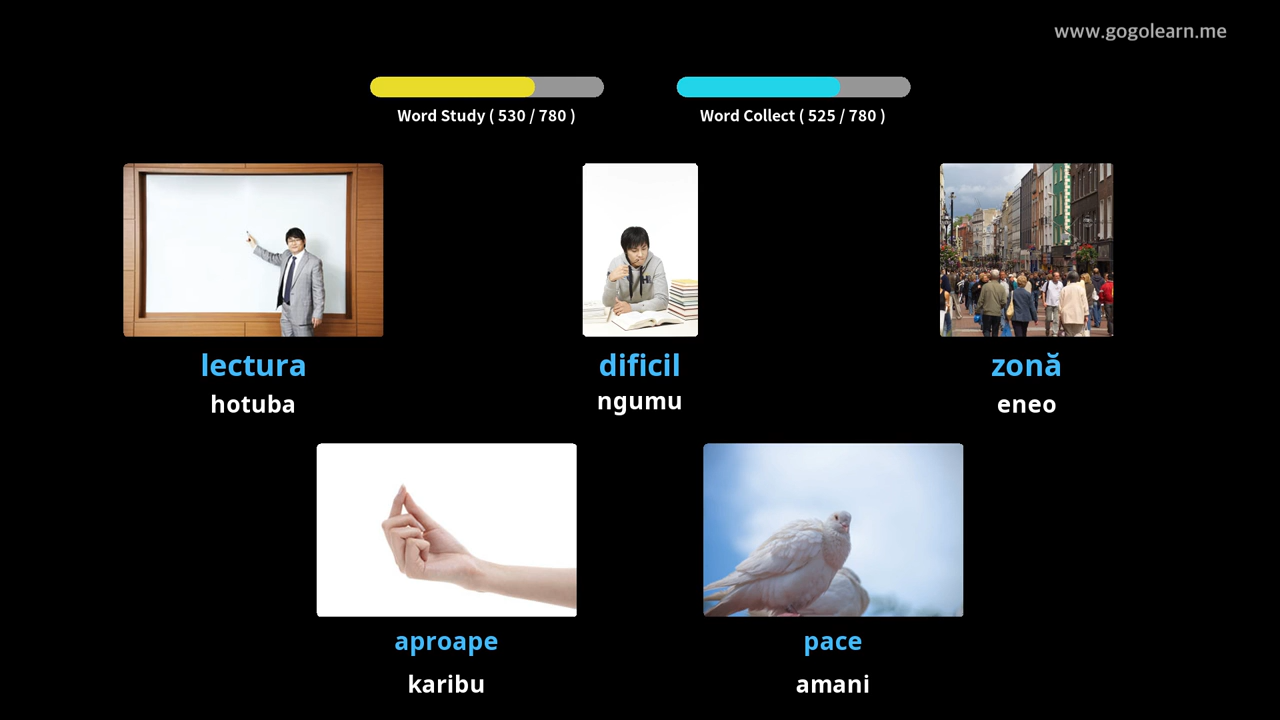 www.gogolearn.me
Word Study ( 530 / 780 )
Word Collect ( 525 / 780 )
lectura
hotuba
dificil
ngumu
zonă
eneo
aproape
karibu
pace
amani